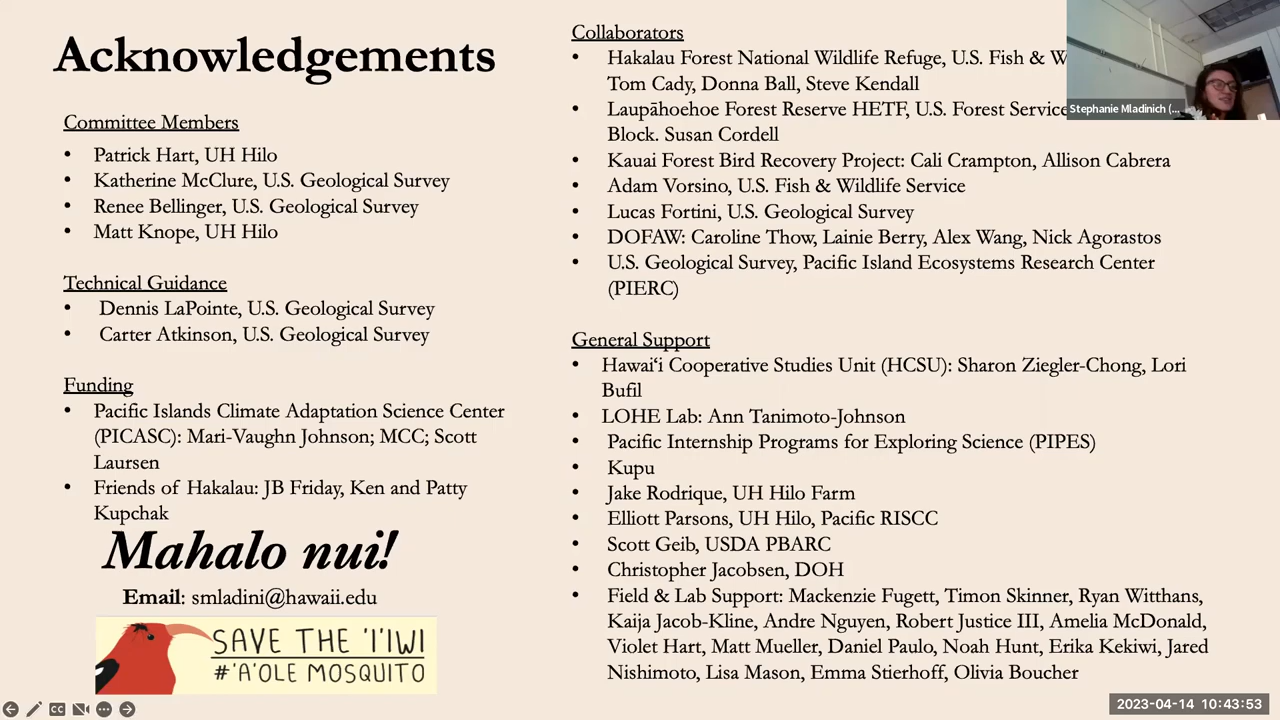 Acknowledgements
Committee Members
• Patrick Hart, UH Hilo
• Katherine McClure, U.S. Geological Survey
• Renee Bellinger, U.S. Geological Survey
• Matt Knope, UH Hilo
Technical Guidance
• Dennis LaPointe, U.S. Geological Survey
• Carter Atkinson, U.S. Geological Survey
Funding
• Pacific Islands Climate Adaptation Science Center
(PICASC): Mari-Vaughn Johnson; MCC; Scott
Laursen
• Friends of Hakalau: JB Friday, Ken and Patty
Kupchak
Mahalo nui!
Email: smladini@hawaii.edu
SAVE THE 'I'IWI
#'A'OLE MOSQUITO
Collaborators
• Hakalau Forest National Wildlife Refuge, U.S. Fish & W
Tom Cady, Donna Ball, Steve Kendall
• Laupāhoehoe Forest Reserve HETF, U.S. Forest Service
Block. Susan Cordell
• Kauai Forest Bird Recovery Project: Cali Crampton, Allison Cabrera
• Adam Vorsino, U.S. Fish & Wildlife Service
• Lucas Fortini, U.S. Geological Survey
• DOFAW: Caroline Thow, Lainie Berry, Alex Wang, Nick Agorastos
• U.S. Geological Survey, Pacific Island Ecosystems Research Center
(PIERC)
General Support
• Hawaiʻi Cooperative Studies Unit (HCSU): Sharon Ziegler-Chong, Lori
Bufil
• LOHE Lab: Ann Tanimoto-Johnson
• Pacific Internship Programs for Exploring Science (PIPES)
• Kupu
• Jake Rodrique, UH Hilo Farm
• Elliott Parsons, UH Hilo, Pacific RISCC
• Scott Geib, USDA PBARC
• Christopher Jacobsen, DOH
• Field & Lab Support: Mackenzie Fugett, Timon Skinner, Ryan Witthans,
Kaija Jacob-Kline, Andre Nguyen, Robert Justice III, Amelia McDonald,
Violet Hart, Matt Mueller, Daniel Paulo, Noah Hunt, Erika Kekiwi, Jared
Nishimoto, Lisa Mason, Emma Stierhoff, Olivia Boucher
Stephanie Mladinich (...
CC
2023-04-14 10:43:53